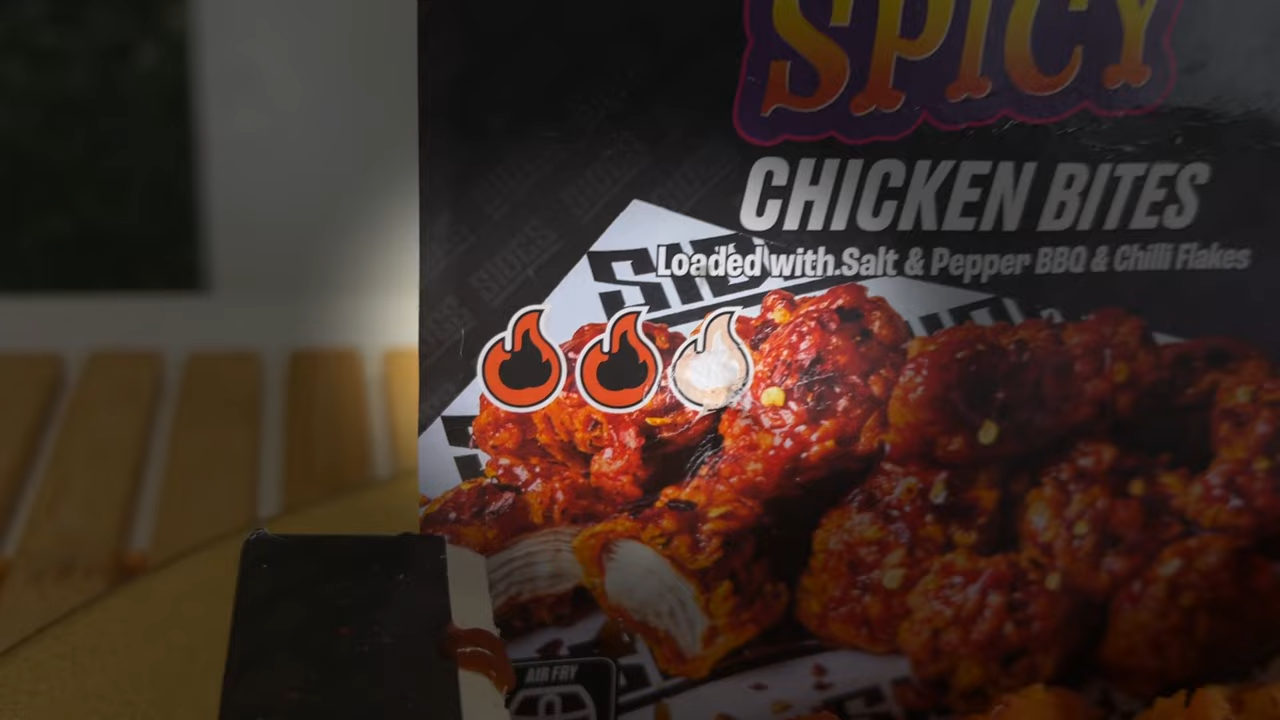 SPICY
CHICKEN BITES
Loaded with Salt & Pepper BBQ & Chilli Flakes
AIR FRY